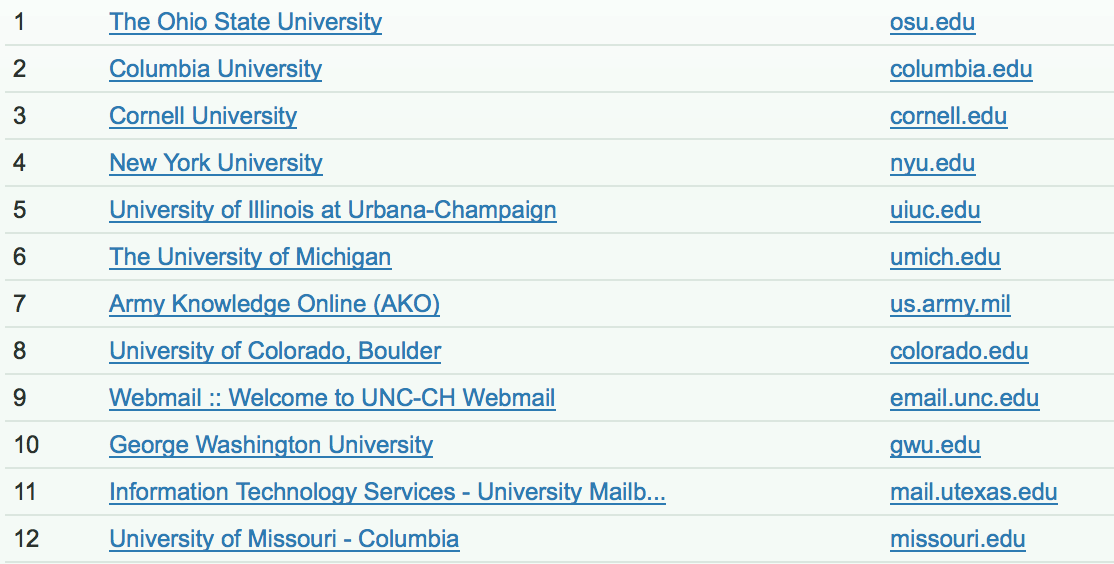 1 The Ohio State University osu.edu
2 Columbia University columbia.edu
3 Cornell University cornell.edu
4 New York University nyu.edu
5 University of Illinois at Urbana-Champaign uiuc.edu
6 The University of Michigan umich.edu
7 Army Knowledge Online (AKO) us.army.mil
8 University of Colorado, Boulder colorado.edu
9 Webmail :: Welcome to UNC-CH Webmail email.unc.edu
10 George Washington University gwu.edu
11 Information Technology Services - University Mailb... mail.utexas.edu
12 University of Missouri - Columbia missouri.edu